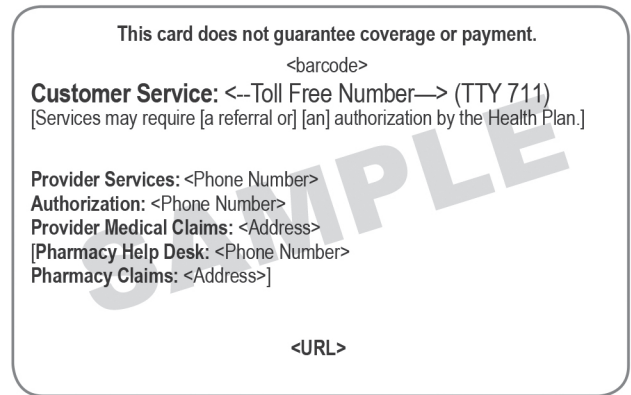 This card does not guarantee coverage or payment.
<barcode>
Customer Service: <--Toll Free Number—> (TTY 711)
[Services may require [a referral or] [an] authorization by the Health Plan.]
Provider Services: <Phone Number>
Authorization: <Phone Number>
Provider Medical Claims: <Address>
[Pharmacy Help Desk: <Phone Number>
Pharmacy Claims: <Address>]
SAMPLE
<URL>